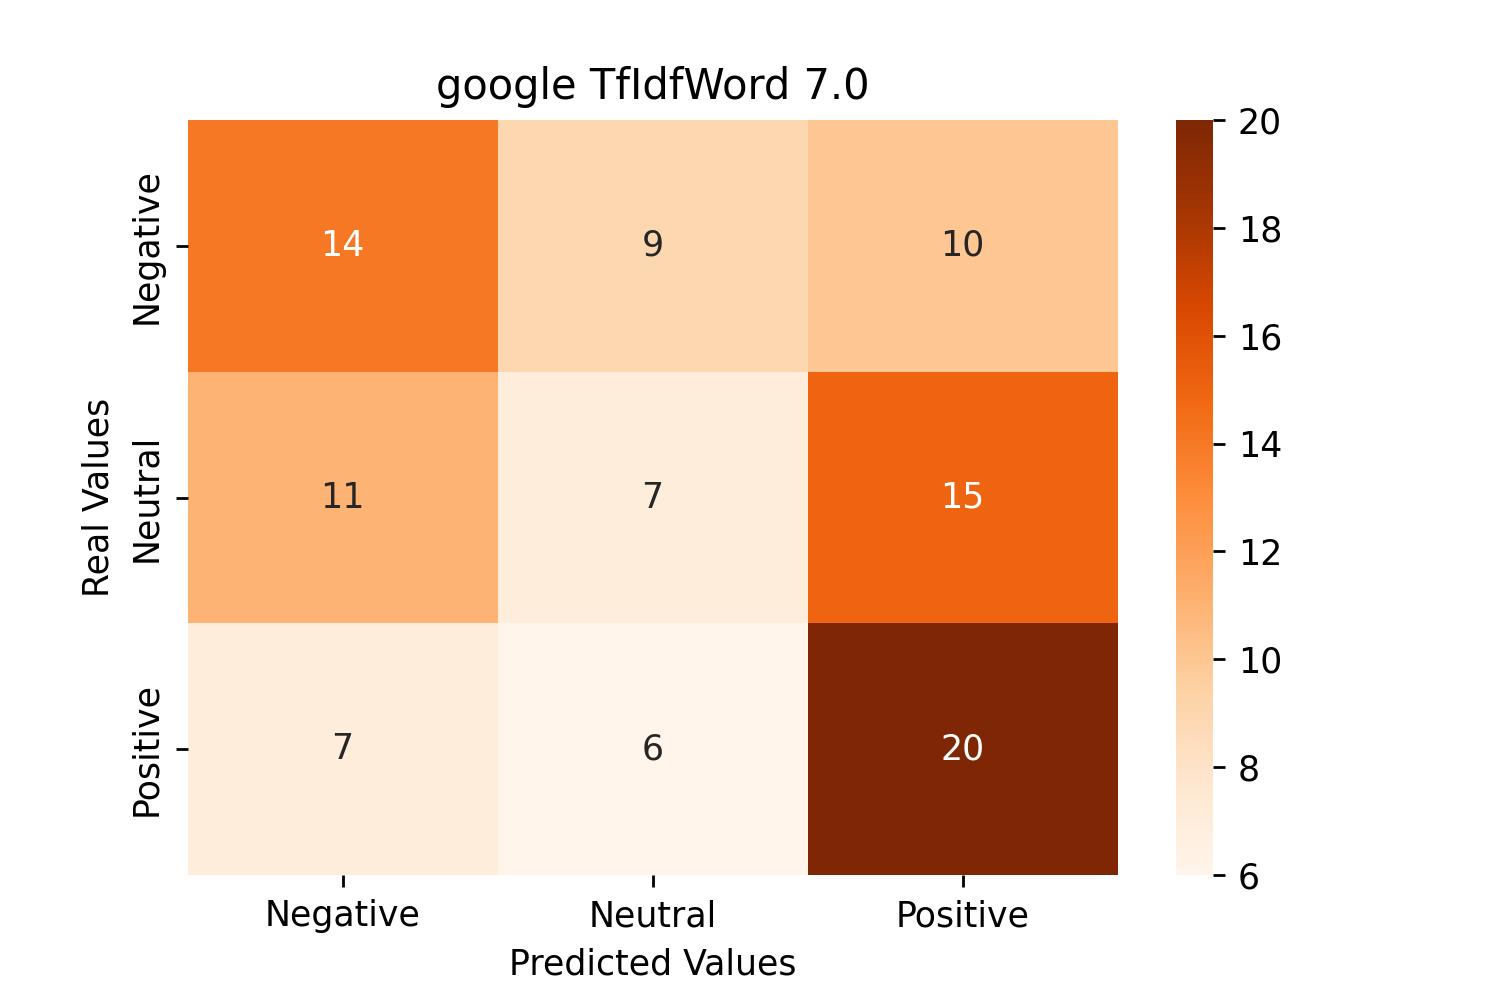 google TfIdfWord 7.0
Real Values
Negative
14 9 10
Neutral
11 7 15
Positive
7 6 20
Negative Neutral Positive
Predicted Values
20
18
16
14
12
10
8
6